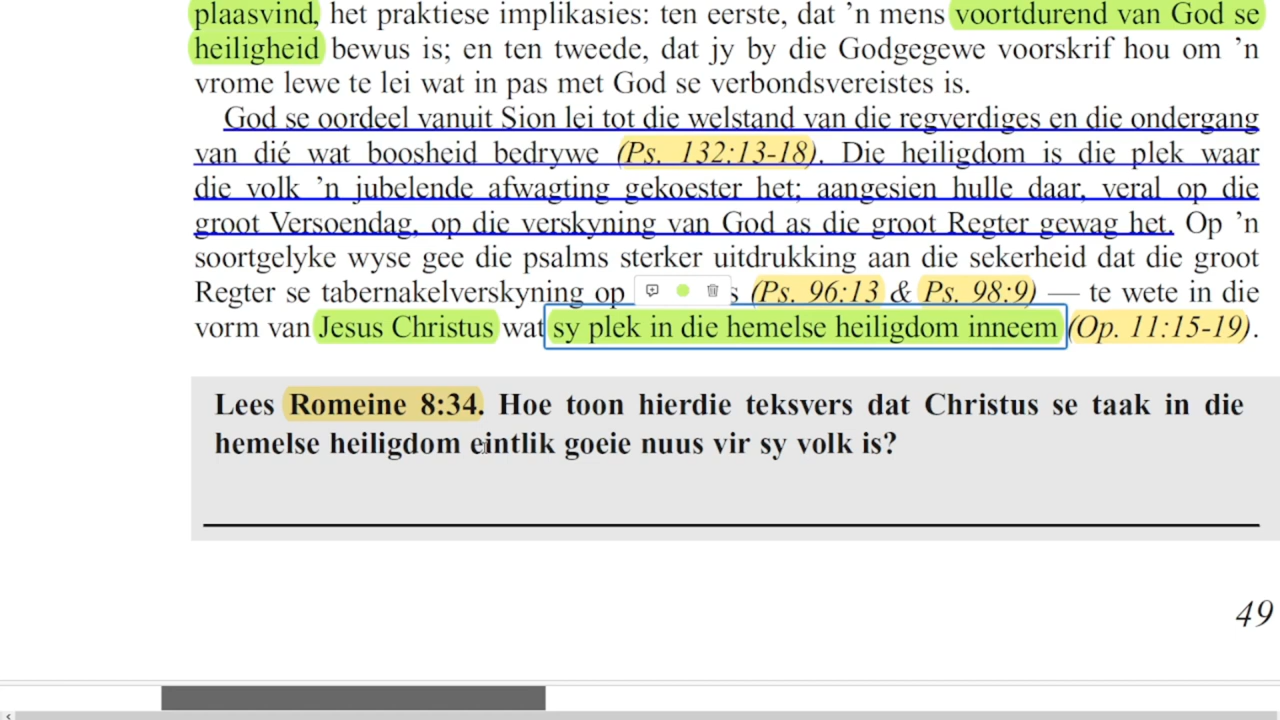 plaasvind, het praktiese implikasies: ten eerste, dat ’n mens voortdurend van God se
heiligheid bewus is; en ten tweede, dat jy by die Godgegewe voorskrif hou om ’n
vrome lewe te lei wat in pas met God se verbondsvereistes is.
God se oordeel vanuit Sion lei tot die welstand van die regverdiges en die ondergang
van dié wat boosheid bedrywe (Ps. 132:13-18). Die heiligdom is die plek waar
die volk ’n jubelende afwagting gekoester het; aangesien hulle daar, veral op die
groot Versoendag, op die verskyning van God as die groot Regter gewag het. Op ’n
soortgelyke wyse gee die psalms sterker uitdrukking aan die sekerheid dat die groot
Regter se tabernakelverskyning op s (Ps. 96:13 & Ps. 98:9) — te wete in die
vorm van Jesus Christus wat sy plek in die hemelse heiligdom inneem (Op. 11:15-19).
Lees Romeine 8:34. Hoe toon hierdie teksvers dat Christus se taak in die
hemelse heiligdom eintlik goeie nuus vir sy volk is?
49